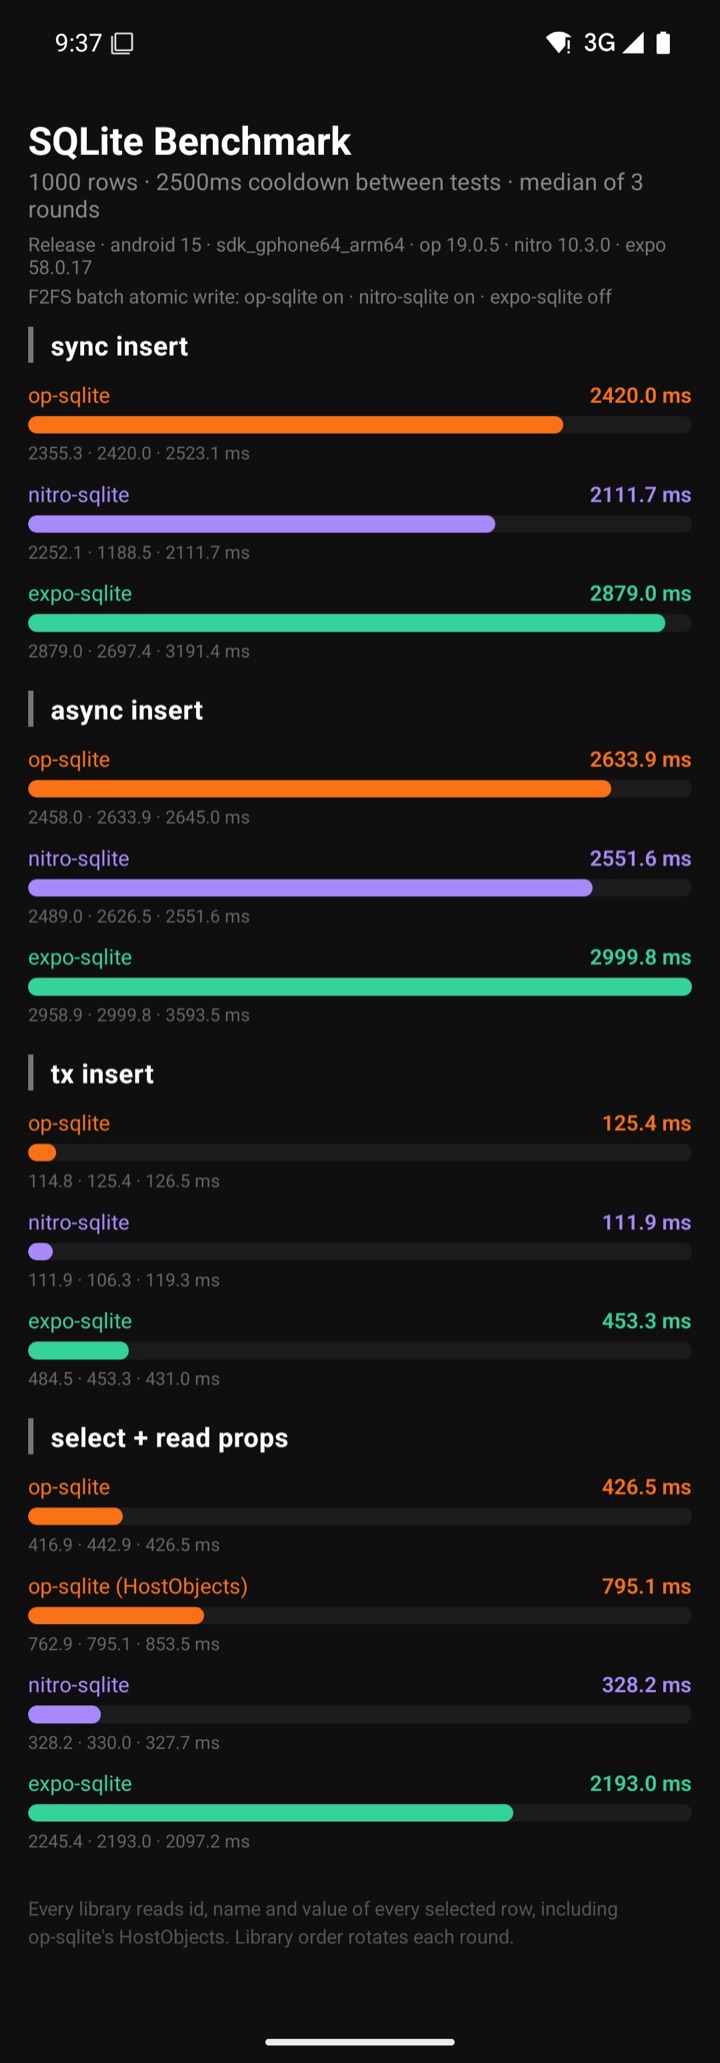 9:37
3G
SQLite Benchmark
1000 rows · 2500ms cooldown between tests · median of 3
rounds
Release · android 15 · sdk_gphone64_arm64 · op 19.0.5 · nitro 10.3.0 · expo
58.0.17
F2FS batch atomic write: op-sqlite on · nitro-sqlite on · expo-sqlite off
sync insert
op-sqlite 2420.0 ms
2355.3 · 2420.0 · 2523.1 ms
nitro-sqlite 2111.7 ms
2252.1 · 1188.5 · 2111.7 ms
expo-sqlite 2879.0 ms
2879.0 · 2697.4 · 3191.4 ms
async insert
op-sqlite 2633.9 ms
2458.0 · 2633.9 · 2645.0 ms
nitro-sqlite 2551.6 ms
2489.0 · 2626.5 · 2551.6 ms
expo-sqlite 2999.8 ms
2958.9 · 2999.8 · 3593.5 ms
tx insert
op-sqlite 125.4 ms
114.8 · 125.4 · 126.5 ms
nitro-sqlite 111.9 ms
111.9 · 106.3 · 119.3 ms
expo-sqlite 453.3 ms
484.5 · 453.3 · 431.0 ms
select + read props
op-sqlite 426.5 ms
416.9 · 442.9 · 426.5 ms
op-sqlite (HostObjects) 795.1 ms
762.9 · 795.1 · 853.5 ms
nitro-sqlite 328.2 ms
328.2 · 330.0 · 327.7 ms
expo-sqlite 2193.0 ms
2245.4 · 2193.0 · 2097.2 ms
Every library reads id, name and value of every selected row, including
op-sqlite's HostObjects. Library order rotates each round.